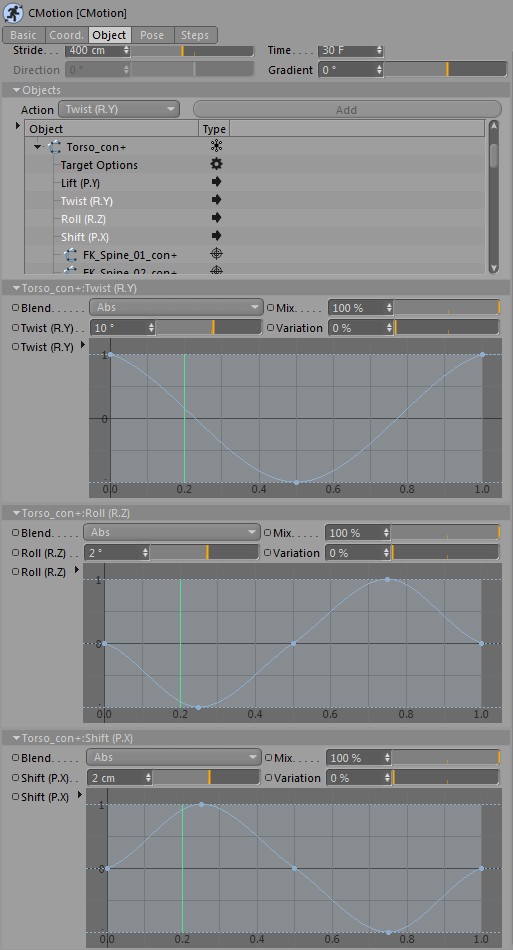 CMotion [CMotion]
Basic Coord. Object Pose Steps
Stride. . . 400 cm Time. . . . 30 F
Direction 0 ° Gradient 0 °
Objects
Action Twist (R.Y) Add
Object Type
Torso_con+
Target Options
Lift (P.Y)
Twist (R.Y)
Roll (R.Z)
Shift (P.X)
FK_Spine_01_con+
FK_Spine_02_con+
Torso_con+:Twist (R.Y)
Blend. . . . . Abs Mix. . . . . 100 %
Twist (R.Y) 10 ° Variation 0 %
Twist (R.Y)
1
0
0.0 0.2 0.4 0.6 0.8 1.0
Torso_con+:Roll (R.Z)
Blend. . . . . Abs Mix. . . . . 100 %
Roll (R.Z) . . 2 ° Variation 0 %
Roll (R.Z)
1
0
0.0 0.2 0.4 0.6 0.8 1.0
Torso_con+:Shift (P.X)
Blend. . . . . Abs Mix. . . . . 100 %
Shift (P.X). . 2 cm Variation 0 %
Shift (P.X)
1
0
0.0 0.2 0.4 0.6 0.8 1.0